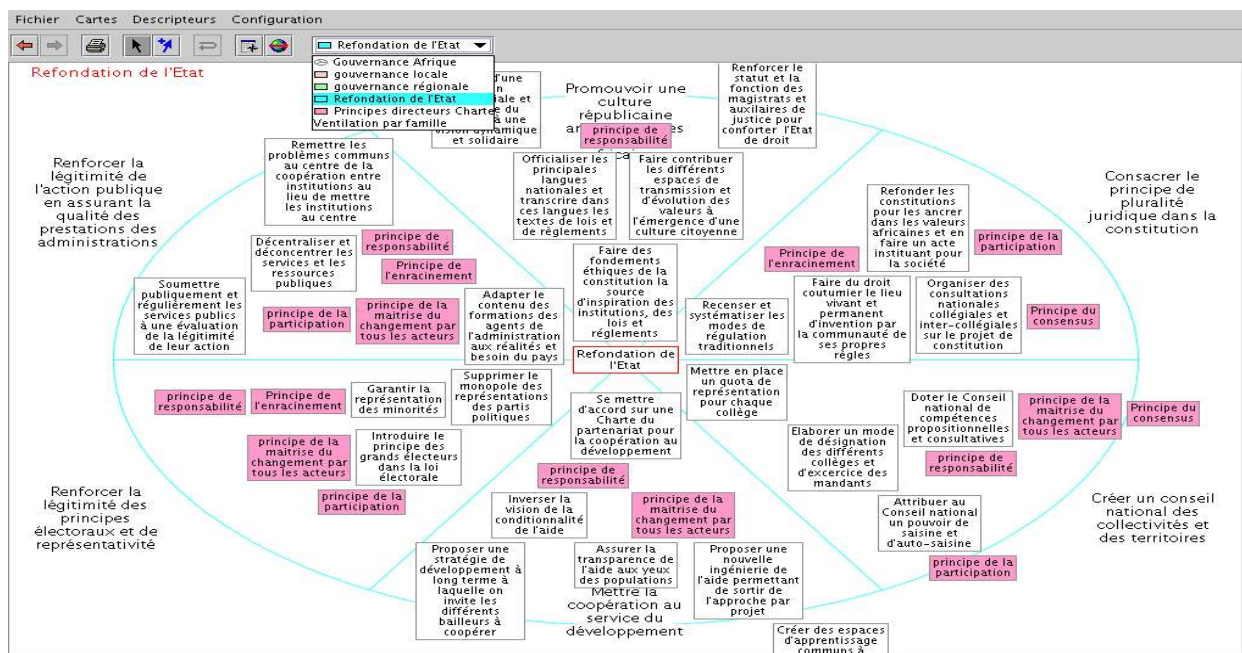 Fichier Cartes Descripteurs Configuration
Refondation de l'Etat
Refondation de l'Etat
Gouvernance Afrique
gouvernance locale
gouvernance régionale
Refondation de l'Etat
Principes directeurs Charte
Ventilation par famille
d'une
iale et
du
à une
vision dynamique
et solidaire
Promouvoir une
culture
républicaine
principe de
responsabilité
Renforcer le
statut et la
fonction des
magistrats et
auxilaires de
justice pour
conforter l'Etat
de droit
Renforcer la
légitimité de
l'action publique
en assurant la
qualité des
prestations des
administrations
Remettre les
problèmes communs
au centre de la
coopération entre
institutions au
lieu de mettre
les institutions
au centre
Officialiser les
principales
langues
nationales et
transcrire dans
ces langues les
textes de lois et
de règlements
Faire contribuer
les différents
espaces de
transmission et
d'évolution des
valeurs à
l'émergence d'une
culture citoyenne
Consacrer le
principe de
pluralité
juridique dans la
constitution
Refonder les
constitutions
pour les ancrer
dans les valeurs
africaines et en
faire un acte
instituant pour
la société
principe de la
participation
Décentraliser et
déconcentrer les
services et les
ressources
publiques
principe de
responsabilité
Principe de
l'enracinement
Faire des
fondements
éthiques de la
constitution la
source
d'inspiration des
institutions, des
lois et
réglements
Principe de
l'enracinement
Soumettre
publiquement et
régulièrement les
services publics
à une évaluation
de la légitimité
de leur action
principe de la
participation
principe de la
maitrise du
changement par
tous les acteurs
Adapter le
contenu des
formations des
agents de
l'administration
aux réalités et
besoin du pays
Recenser et
systématiser les
modes de
régulation
traditionnels
Faire du droit
coutumier le lieu
vivant et
permanent
d'invention par
la communauté de
ses propres
règles
Organiser des
consultations
nationales
collégiales et
inter-collégiales
sur le projet de
constitution
Principe du
consensus
Refondation de
l'Etat
principe de
responsabilité
Principe de
l'enracinement
Garantir la
représentation
des minorités
Supprimer le
monopole des
représentations
des partis
politiques
Se mettre
d'accord sur une
Charte du
partenariat pour
la coopération au
développement
Mettre en place
un quota de
représentation
pour chaque
collège
Doter le Conseil
national de
compétences
propositionnelles
et consultatives
principe de la
maitrise du
changement par
tous les acteurs
Principe du
consensus
principe de la
maitrise du
changement par
tous les acteurs
Introduire le
principe des
grands électeurs
dans la loi
électorale
Elaborer un mode
de désignation
des différents
collèges et
d'excercice des
mandants
principe de
responsabilité
principe de
responsabilité
Renforcer la
légitimité des
principes
électoraux et de
représentativité
principe de la
participation
Inverser la
vision de la
conditionnalité
de l'aide
principe de la
maitrise du
changement par
tous les acteurs
Attribuer au
Conseil national
un pouvoir de
saisine et
d'auto-saisine
Créer un conseil
national des
collectivités et
des territoires
Proposer une
stratégie de
développement à
long terme à
laquelle on
invite les
différents
bailleurs à
coopérer
Assurer la
transparence de
l'aide aux yeux
des populations
Proposer une
nouvelle
ingénierie de
l'aide permettant
de sortir de
l'approche par
projet
principe de la
participation
Mettre la
coopération au
service du
développement
Créer des espaces
d'apprentissage
communs à